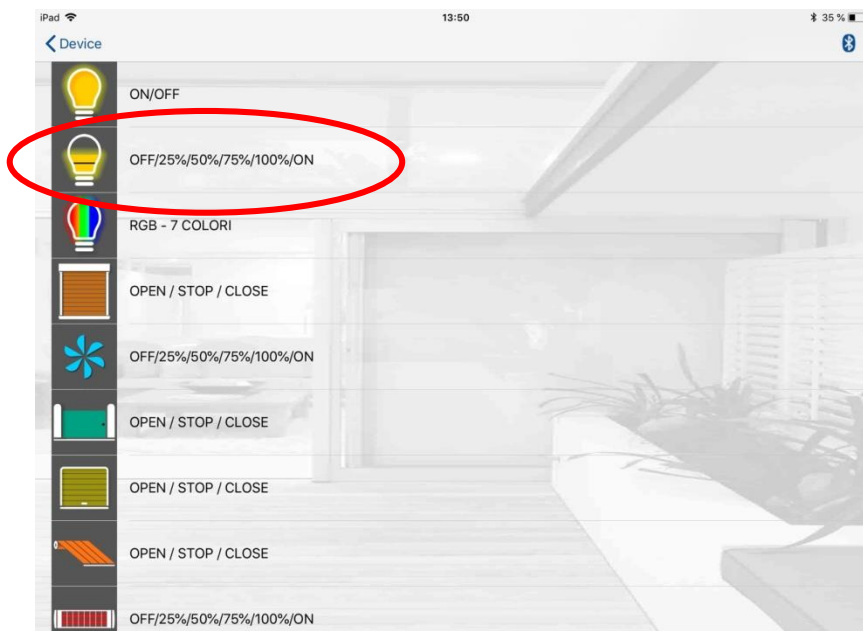 iPad 13:50 35 %
Device
ON/OFF
OFF/25%/50%/75%/100%/ON
RGB - 7 COLORI
OPEN / STOP / CLOSE
OFF/25%/50%/75%/100%/ON
OPEN / STOP / CLOSE
OPEN / STOP / CLOSE
OPEN / STOP / CLOSE
OFF/25%/50%/75%/100%/ON